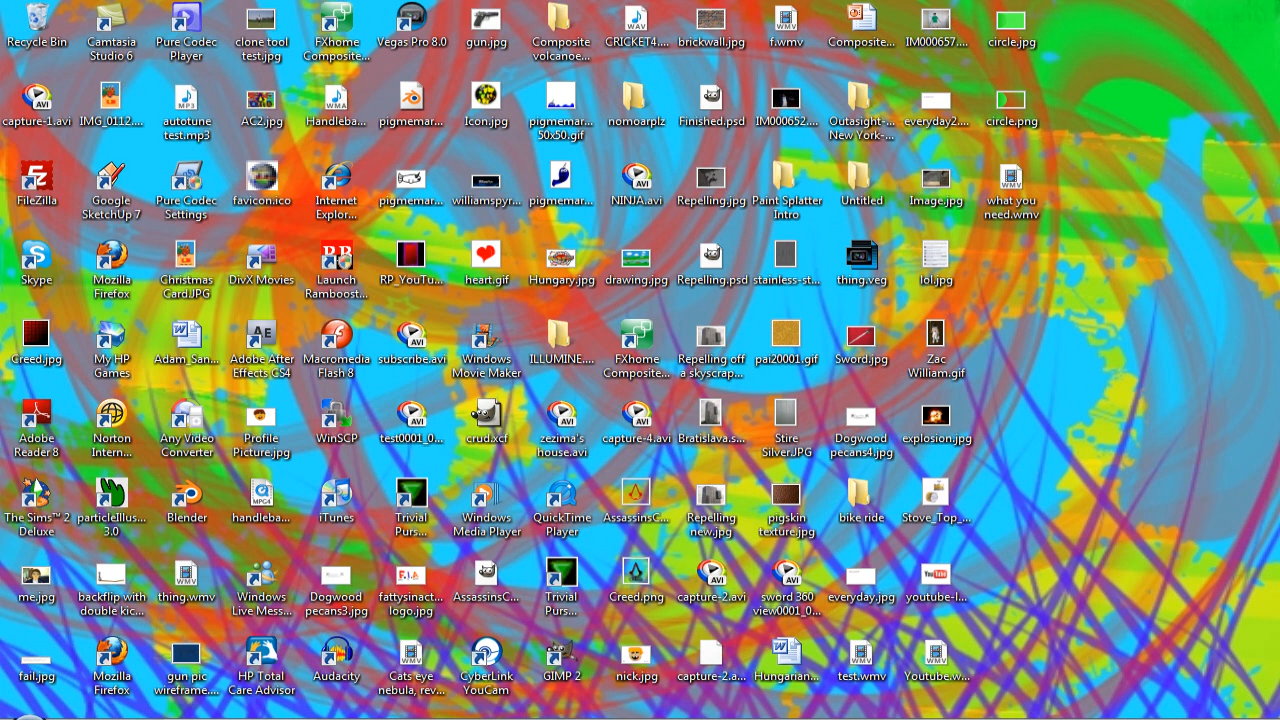 Recycle Bin
Camtasia Studio 6
Pure Codec Player
clone tool test.jpg
FXhome Composite...
Vegas Pro 8.0
gun.jpg
Composite volcanoe...
CRICKET4....
brickwall.jpg
f.wmv
Composite...
IM000657....
circle.jpg
capture-1.avi
IMG_0112....
autotune test.mp3
AC2.jpg
Handleba...
pigmemar...
Icon.jpg
pigmemar... 50x50.gif
nomoarplz
Finished.psd
IM000652....
Outasight-... New York-...
everyday2....
circle.png
FileZilla
Google SketchUp 7
Pure Codec Settings
favicon.ico
Internet Explor...
pigmemar...
williamspyr...
pigmemar...
NINJA.avi
Repelling.jpg
Paint Splatter Intro
Untitled
Image.jpg
what you need.wmv
Skype
Mozilla Firefox
Christmas Card.JPG
DivX Movies
Launch Ramboost...
RP_YouTu...
heart.gif
Hungary.jpg
drawing.jpg
Repelling.psd
stainless-st...
thing.veg
lol.jpg
Creed.jpg
My HP Games
Adam_San...
Adobe After Effects CS4
Macromedia Flash 8
subscribe.avi
Windows Movie Maker
ILLUMINE....
FXhome Composite...
Repelling off a skyscrap...
pai20001.gif
Sword.jpg
Zac William.gif
Adobe Reader 8
Norton Intern...
Any Video Converter
Profile Picture.jpg
WinSCP
test0001_0...
crud.xcf
zezima's house.avi
capture-4.avi
Bratislava.s...
Stire Silver.JPG
Dogwood pecans4.jpg
explosion.jpg
The Sims™ 2 Deluxe
particleIllus... 3.0
Blender
handleba...
iTunes
Trivial Purs...
Windows Media Player
QuickTime Player
AssassinsC...
Repelling new.jpg
pigskin texture.jpg
bike ride
Stove_Top_...
me.jpg
backflip with double kic...
thing.wmv
Windows Live Mess...
Dogwood pecans3.jpg
fattysinact... logo.jpg
AssassinsC...
Trivial Purs...
Creed.png
capture-2.avi
sword 360 view0001_0...
everyday.jpg
youtube-l...
fail.jpg
Mozilla Firefox
gun pic wireframe....
HP Total Care Advisor
Audacity
Cats eye nebula, rev...
CyberLink YouCam
GIMP 2
nick.jpg
capture-2.a...
Hungarian...
test.wmv
Youtube.w...